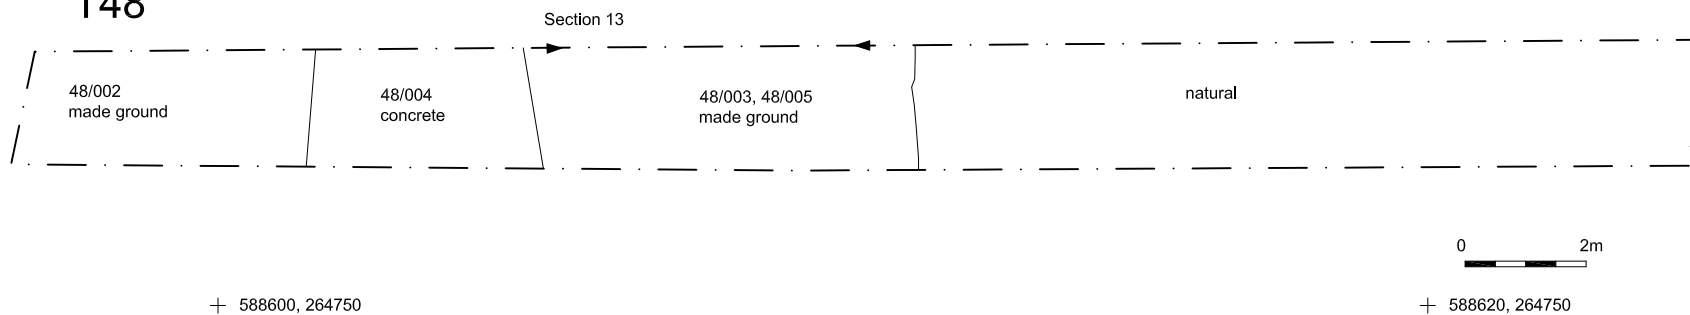 T48
Section 13
48/002
made ground
48/004
concrete
48/003, 48/005
made ground
natural
0 2m
588600, 264750
588620, 264750